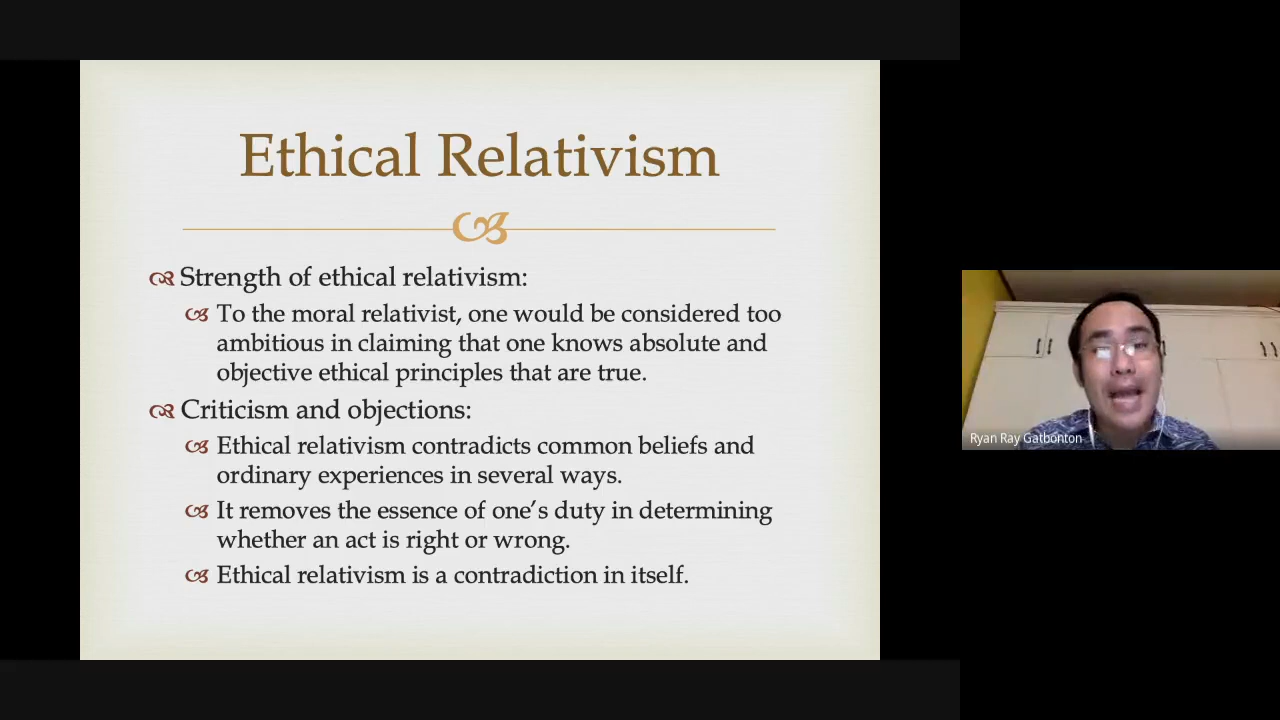 Ethical Relativism
Strength of ethical relativism:
To the moral relativist, one would be considered too
ambitious in claiming that one knows absolute and
objective ethical principles that are true.
Criticism and objections:
Ethical relativism contradicts common beliefs and
ordinary experiences in several ways.
It removes the essence of one’s duty in determining
whether an act is right or wrong.
Ethical relativism is a contradiction in itself.
Ryan Ray Gatbonton